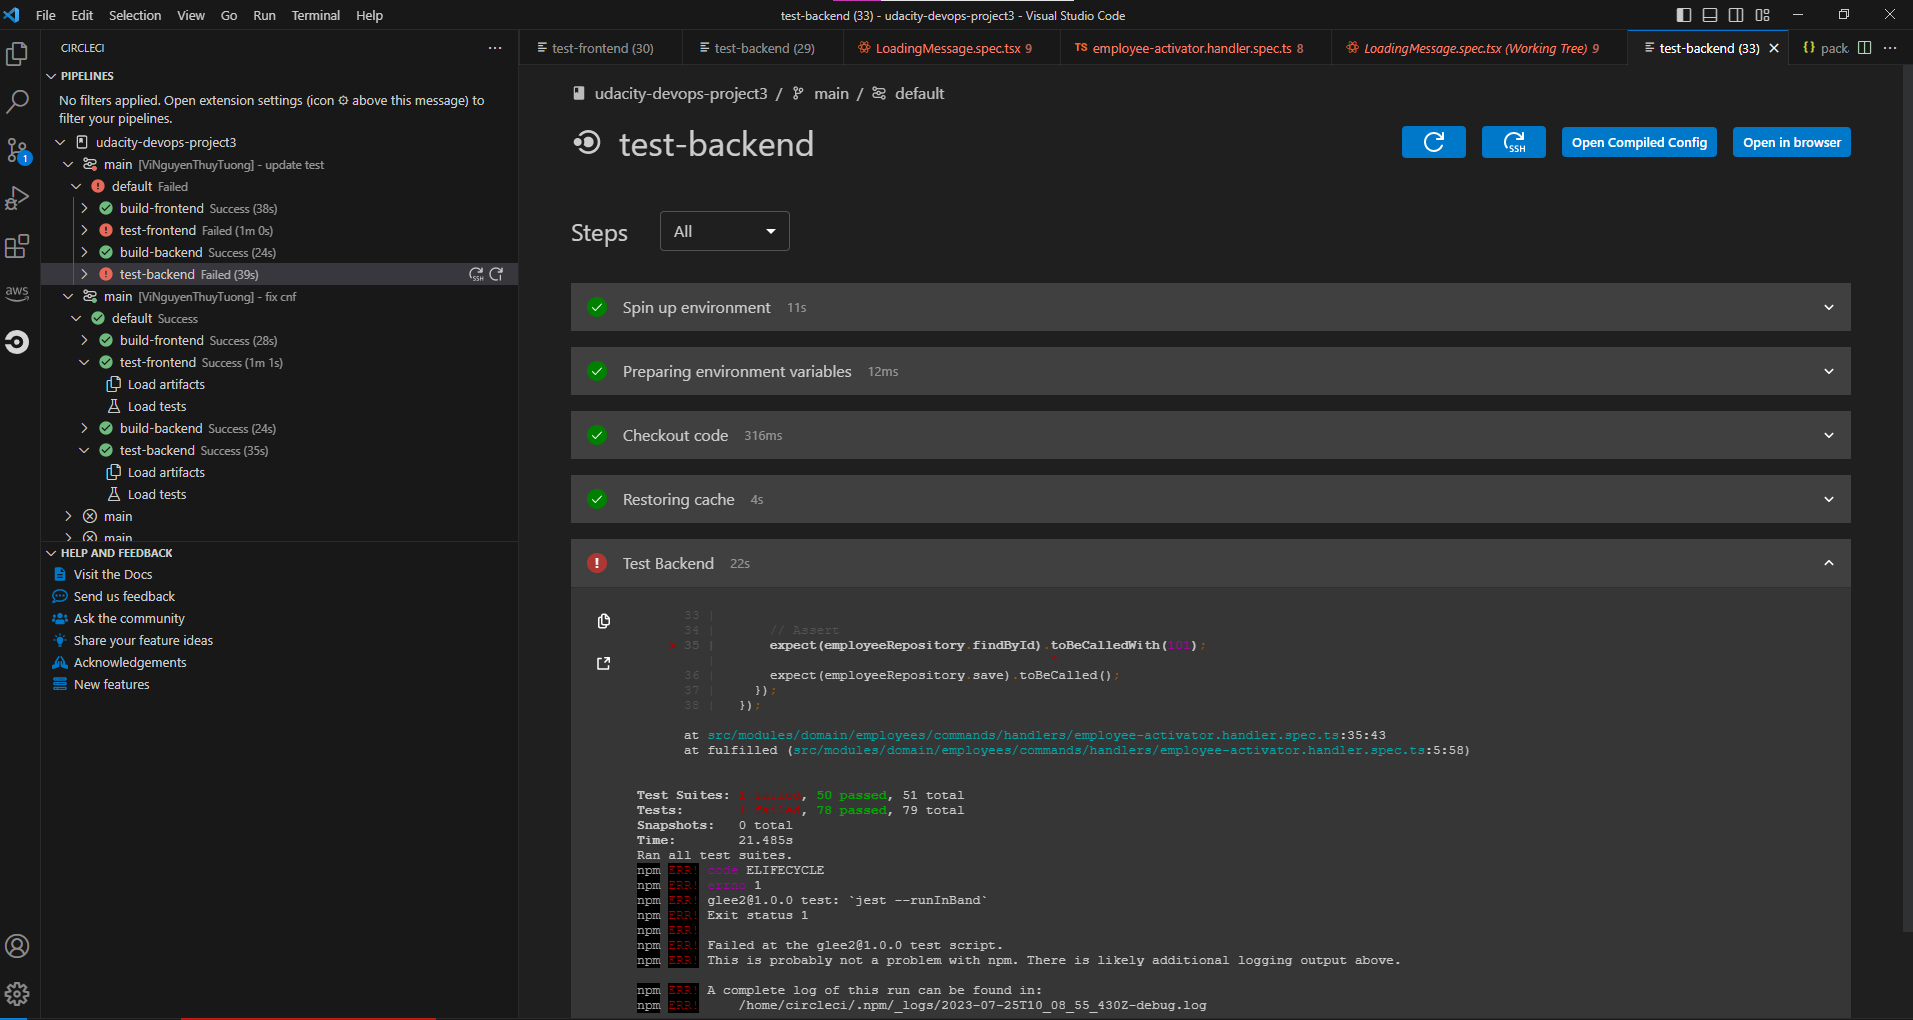 File Edit Selection View Go Run Terminal Help
test-backend (33) - udacity-devops-project3 - Visual Studio Code
CIRCLECI
PIPELINES
No filters applied. Open extension settings (icon ⚙ above this message) to
filter your pipelines.
udacity-devops-project3
main [ViNguyenThuyTuong] - update test
default Failed
build-frontend Success (38s)
test-frontend Failed (1m 0s)
build-backend Success (24s)
test-backend Failed (39s)
main [ViNguyenThuyTuong] - fix cnf
default Success
build-frontend Success (28s)
test-frontend Success (1m 1s)
Load artifacts
Load tests
build-backend Success (24s)
test-backend Success (35s)
Load artifacts
Load tests
main
main
HELP AND FEEDBACK
Visit the Docs
Send us feedback
Ask the community
Share your feature ideas
Acknowledgements
New features
1
aws
test-frontend (30)
test-backend (29)
LoadingMessage.spec.tsx 9
TS employee-activator.handler.spec.ts 8
LoadingMessage.spec.tsx (Working Tree) 9
test-backend (33)
{} pack
udacity-devops-project3 / main / default
test-backend
SSH
Open Compiled Config
Open in browser
Steps
All
Spin up environment 11s
Preparing environment variables 12ms
Checkout code 316ms
Restoring cache 4s
Test Backend 22s
33 |
34 | // Assert
> 35 | expect(employeeRepository.findById).toBeCalledWith(101);
| ^
36 | expect(employeeRepository.save).toBeCalled();
37 | });
38 | });
at src/modules/domain/employees/commands/handlers/employee-activator.handler.spec.ts:35:43
at fulfilled (src/modules/domain/employees/commands/handlers/employee-activator.handler.spec.ts:5:58)
Test Suites: 1 failed, 50 passed, 51 total
Tests: 1 failed, 78 passed, 79 total
Snapshots: 0 total
Time: 21.485s
Ran all test suites.
npm ERR! code ELIFECYCLE
npm ERR! errno 1
npm ERR! glee2@1.0.0 test: `jest --runInBand`
npm ERR! Exit status 1
npm ERR!
npm ERR! Failed at the glee2@1.0.0 test script.
npm ERR! This is probably not a problem with npm. There is likely additional logging output above.
npm ERR! A complete log of this run can be found in:
npm ERR! /home/circleci/.npm/_logs/2023-07-25T10_08_55_430Z-debug.log